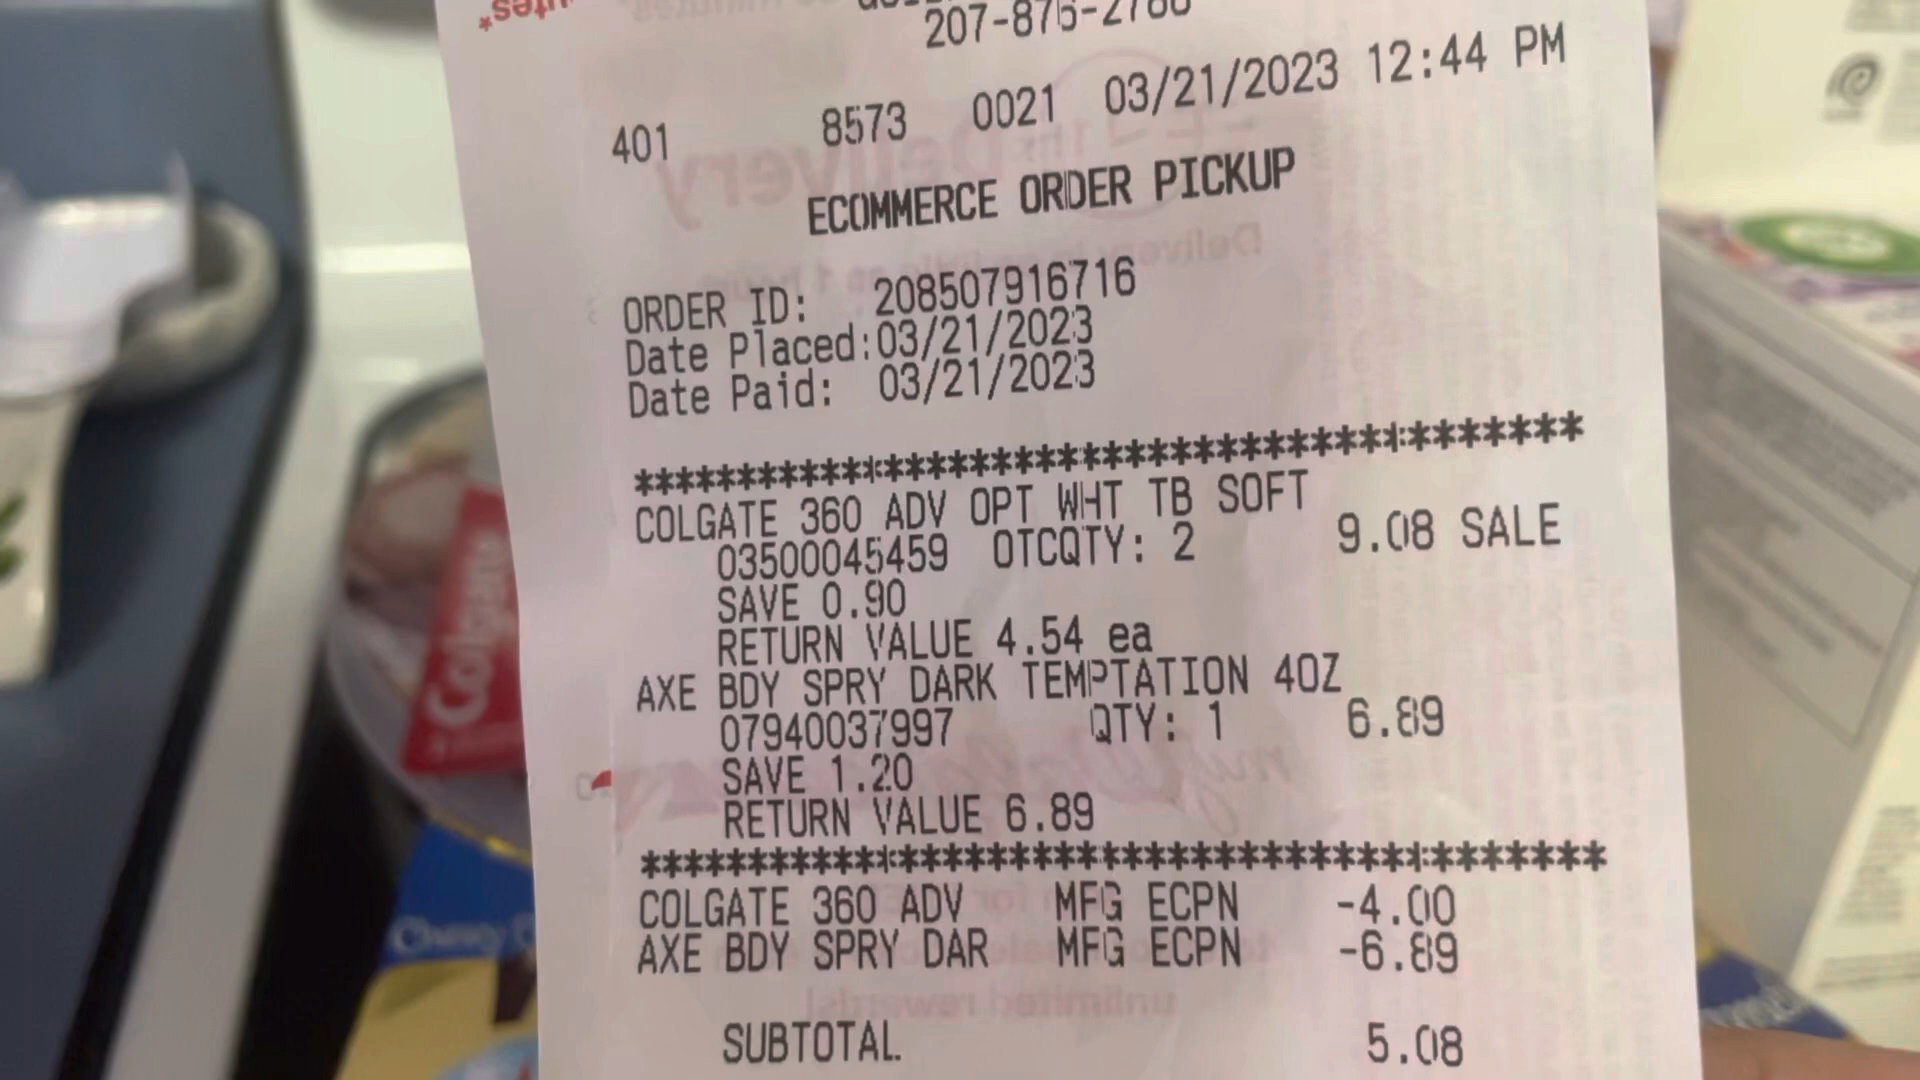 401 8573 0021 03/21/2023 12:44 PM
ECOMMERCE ORDER PICKUP
ORDER ID: 208507916716
Date Placed:03/21/2023
Date Paid: 03/21/2023
****************************************
COLGATE 360 ADV OPT WHT TB SOFT
03500045459 OTCQTY: 2 9.08 SALE
SAVE 0.90
RETURN VALUE 4.54 ea
AXE BDY SPRY DARK TEMPTATION 4OZ
07940037997 QTY: 1 6.89
SAVE 1.20
RETURN VALUE 6.89
****************************************
COLGATE 360 ADV MFG ECPN -4.00
AXE BDY SPRY DAR MFG ECPN -6.89
SUBTOTAL 5.08
Colgate